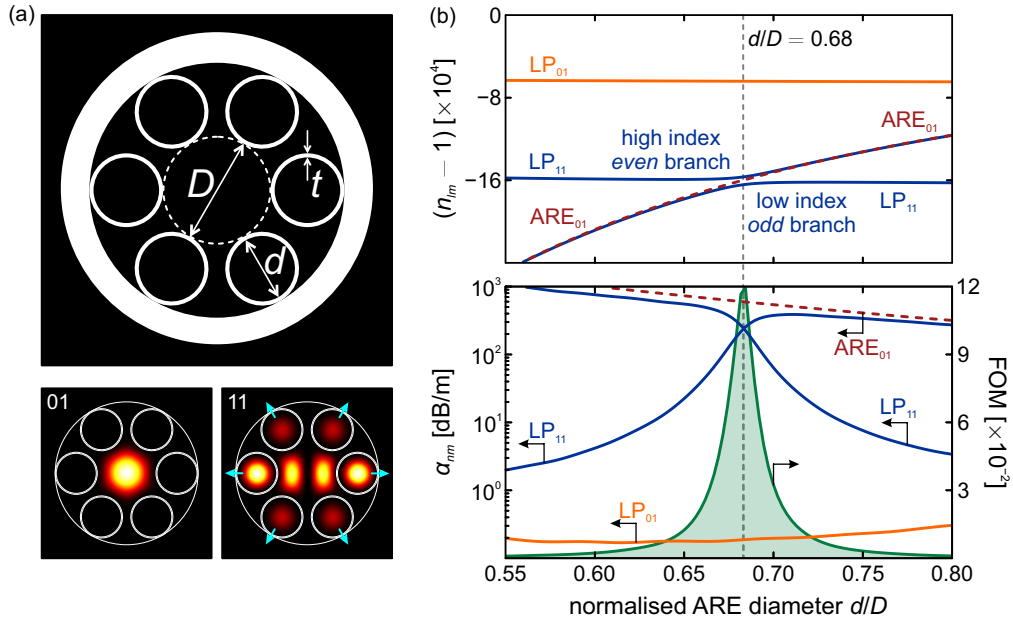 (a)
D
t
d
01
11
(b)
0
−8
−16
(nlm − 1) [×10⁴]
d/D = 0.68
LP₀₁
ARE₀₁
high index
even branch
LP₁₁
low index
odd branch
LP₁₁
ARE₀₁
10³
10²
10¹
10⁰
αnm [dB/m]
12
9
6
3
FOM [×10⁻²]
ARE₀₁
LP₁₁
LP₁₁
LP₀₁
0.55 0.60 0.65 0.70 0.75 0.80
normalised ARE diameter d/D